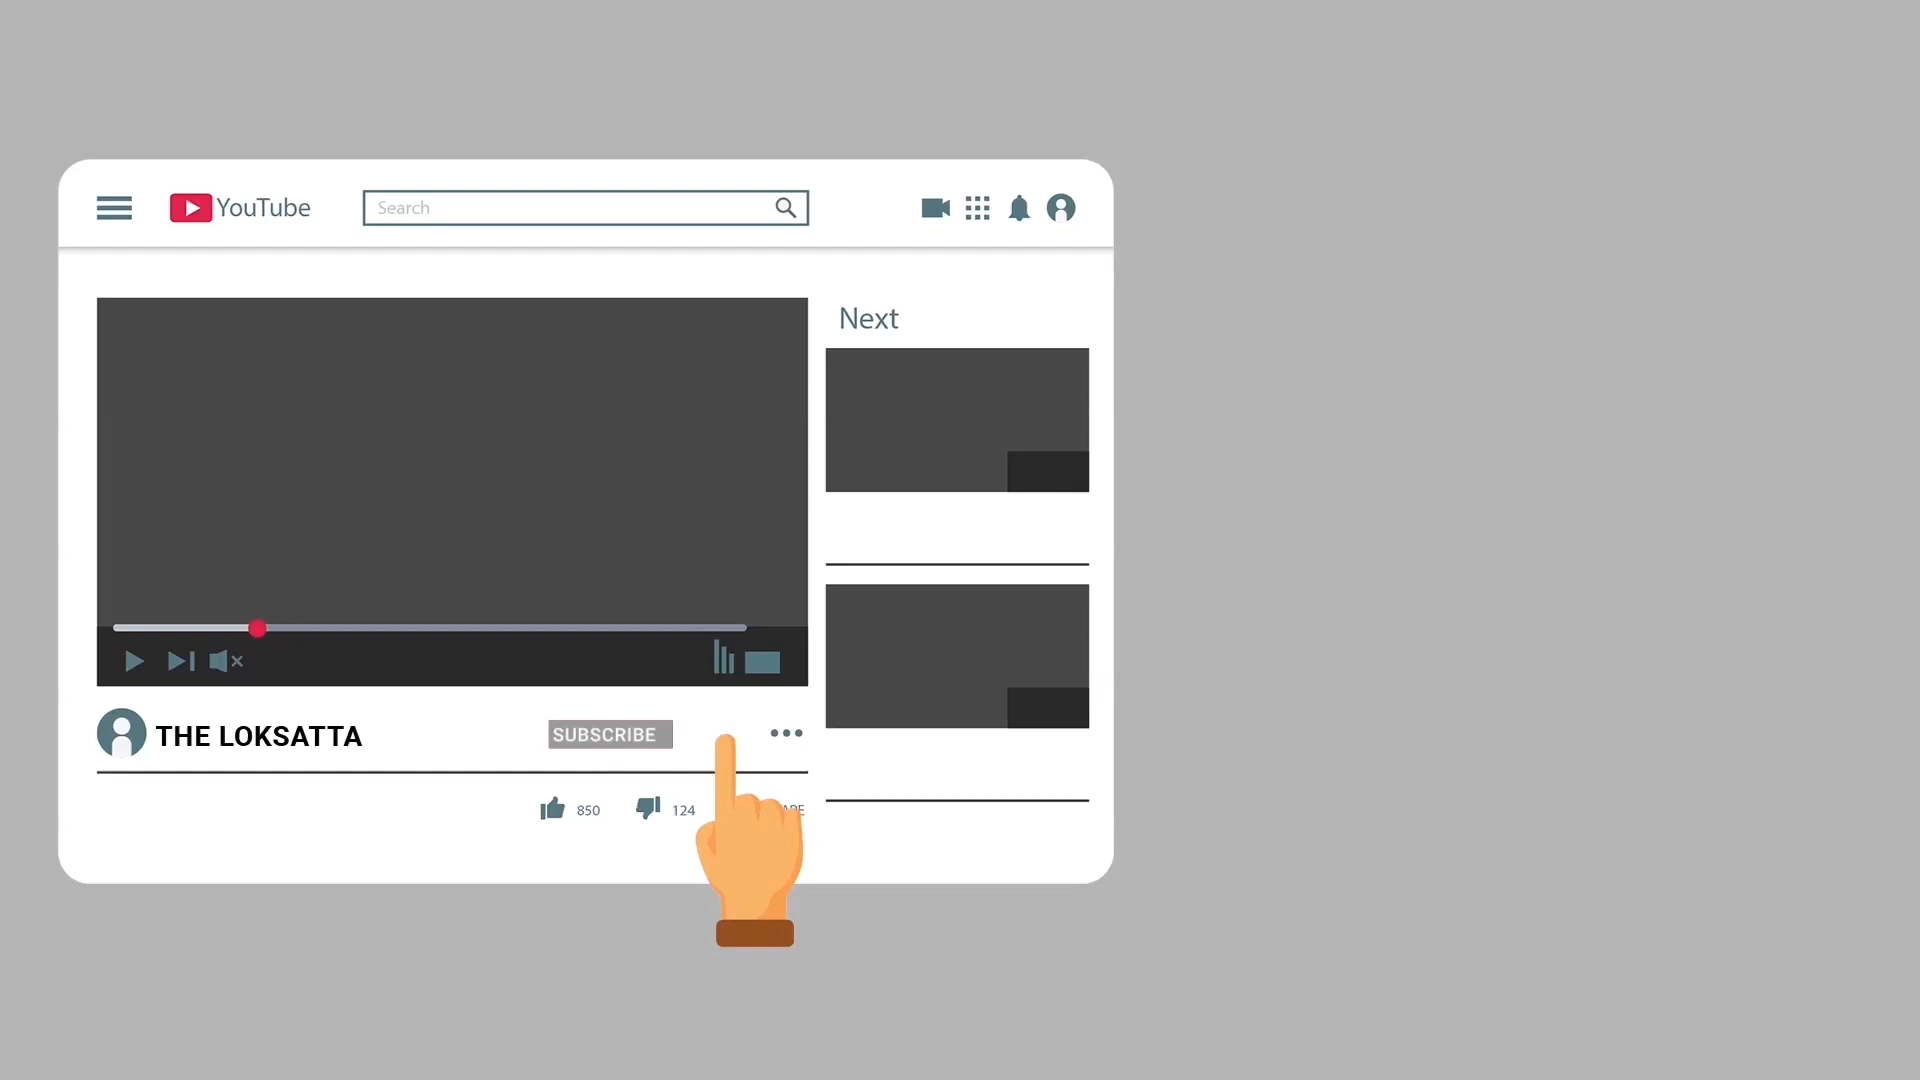 YouTube
Search
Next
THE LOKSATTA
SUBSCRIBE
850
124